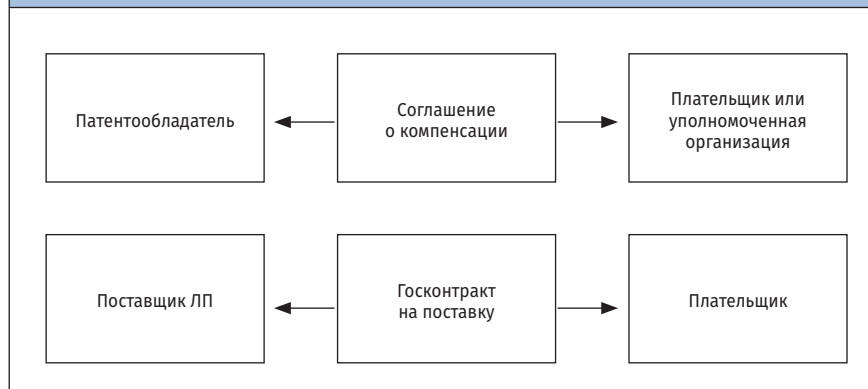 Патентообладатель
Соглашение
о компенсации
Плательщик или
уполномоченная
организация
Поставщик ЛП
Госконтракт
на поставку
Плательщик